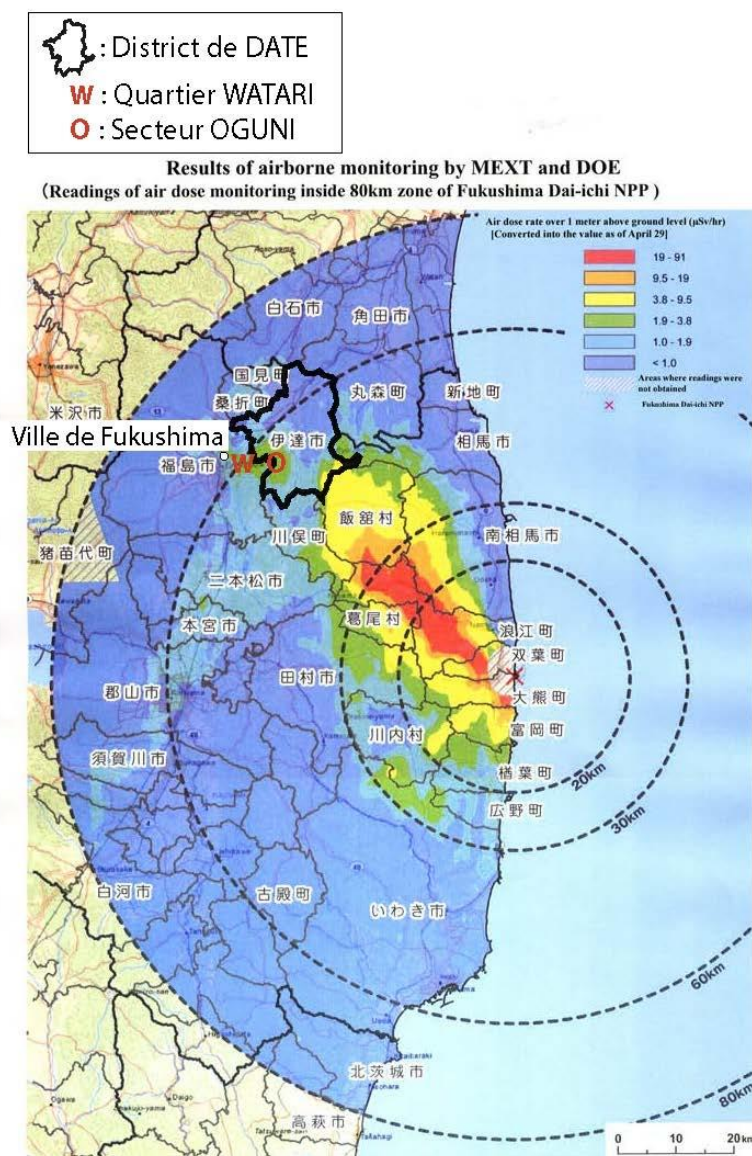 : District de DATE
W : Quartier WATARI
O : Secteur OGUNI
Results of airborne monitoring by MEXT and DOE
(Readings of air dose monitoring inside 80km zone of Fukushima Dai-ichi NPP )
Air dose rate over 1 meter above ground level (μSv/hr)
[Converted into the value as of April 29]
19 - 91
9.5 - 19
3.8 - 9.5
1.9 - 3.8
1.0 - 1.9
< 1.0
Areas where readings were
not obtained
Fukushima Dai-ichi NPP
白石市
角田市
国見町
丸森町
新地町
桑折町
米沢市
Ville de Fukushima
伊達市
相馬市
福島市
W O
飯舘村
川俣町
南相馬市
猪苗代町
二本松市
葛尾村
本宮市
浪江町
双葉町
田村市
郡山市
大熊町
川内村
富岡町
須賀川市
楢葉町
20km
広野町
30km
白河市
古殿町
いわき市
60km
北茨城市
80km
高萩市
Ogawa
Daigo
0 10 20 km